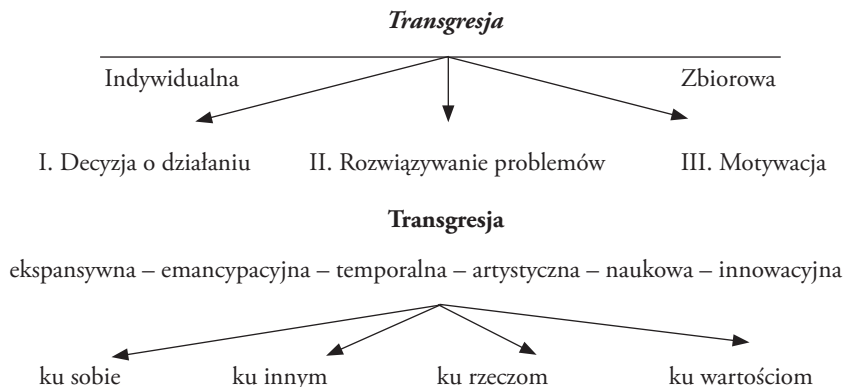 Transgresja
Indywidualna Zbiorowa
I. Decyzja o działaniu II. Rozwiązywanie problemów III. Motywacja
Transgresja
ekspansywna – emancypacyjna – temporalna – artystyczna – naukowa – innowacyjna
ku sobie ku innym ku rzeczom ku wartościom